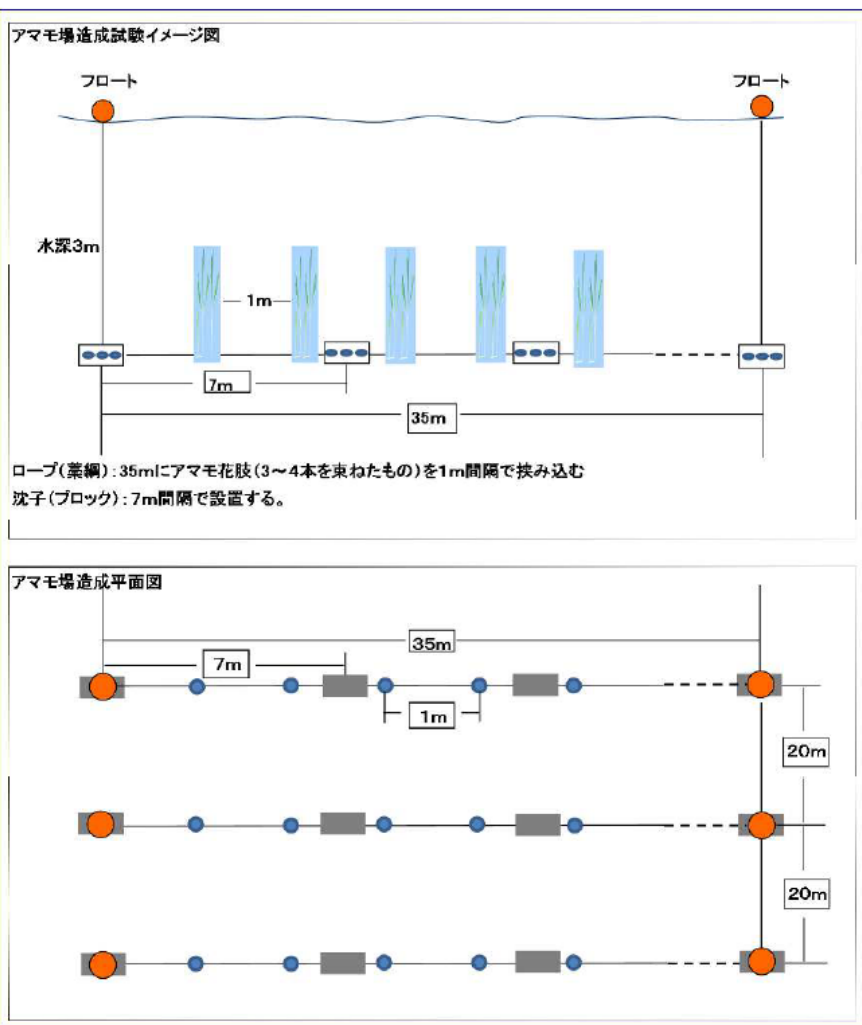 アマモ場造成試験イメージ図
フロート
フロート
水深3m
1m
7m
35m
ロープ(藁綱):35mにアマモ花肢(3〜4本を束ねたもの)を1m間隔で挟み込む
沈子(ブロック):7m間隔で設置する。
アマモ場造成平面図
35m
7m
1m
20m
20m